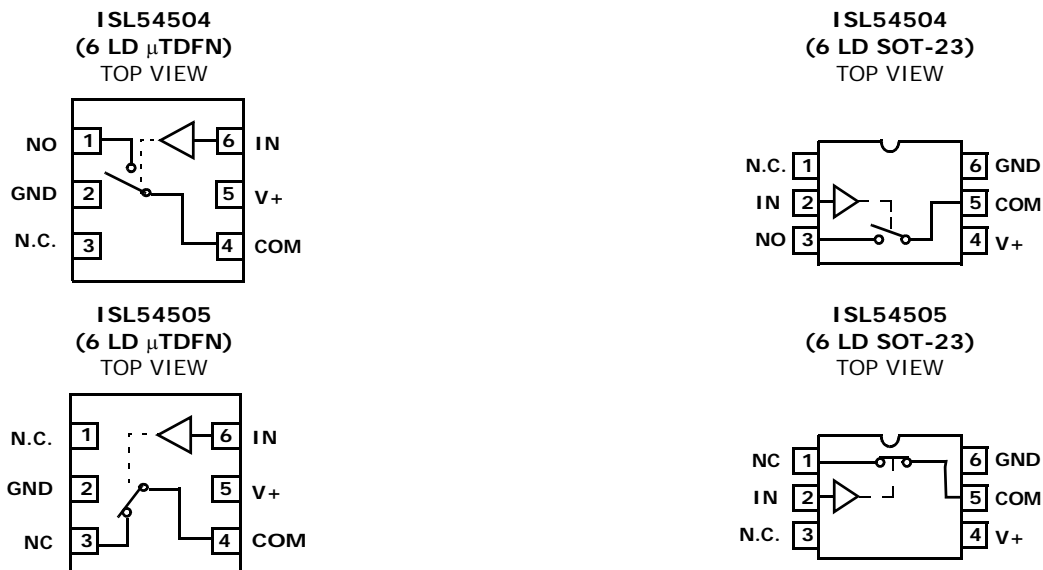 ISL54504
(6 LD µTDFN)
TOP VIEW
NO 1 6 IN
GND 2 5 V+
N.C. 3 4 COM
ISL54504
(6 LD SOT-23)
TOP VIEW
N.C. 1 6 GND
IN 2 5 COM
NO 3 4 V+
ISL54505
(6 LD µTDFN)
TOP VIEW
N.C. 1 6 IN
GND 2 5 V+
NC 3 4 COM
ISL54505
(6 LD SOT-23)
TOP VIEW
NC 1 6 GND
IN 2 5 COM
N.C. 3 4 V+